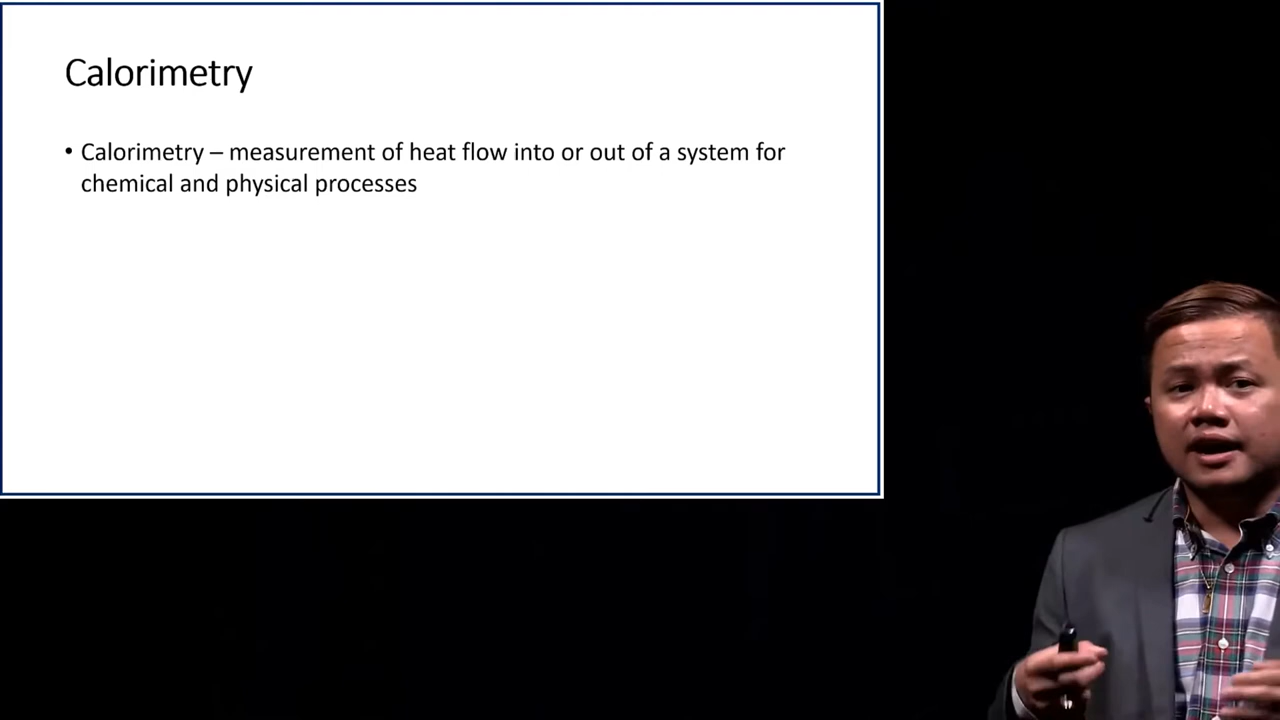 Calorimetry
• Calorimetry – measurement of heat flow into or out of a system for
chemical and physical processes